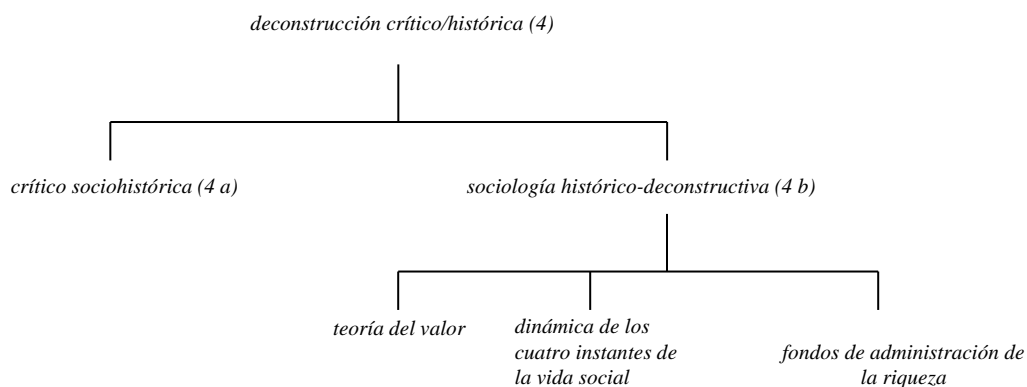 deconstrucción crítico/histórica (4)
crítico sociohistórica (4 a)
sociología histórico-deconstructiva (4 b)
teoría del valor
dinámica de los
cuatro instantes de
la vida social
fondos de administración de
la riqueza